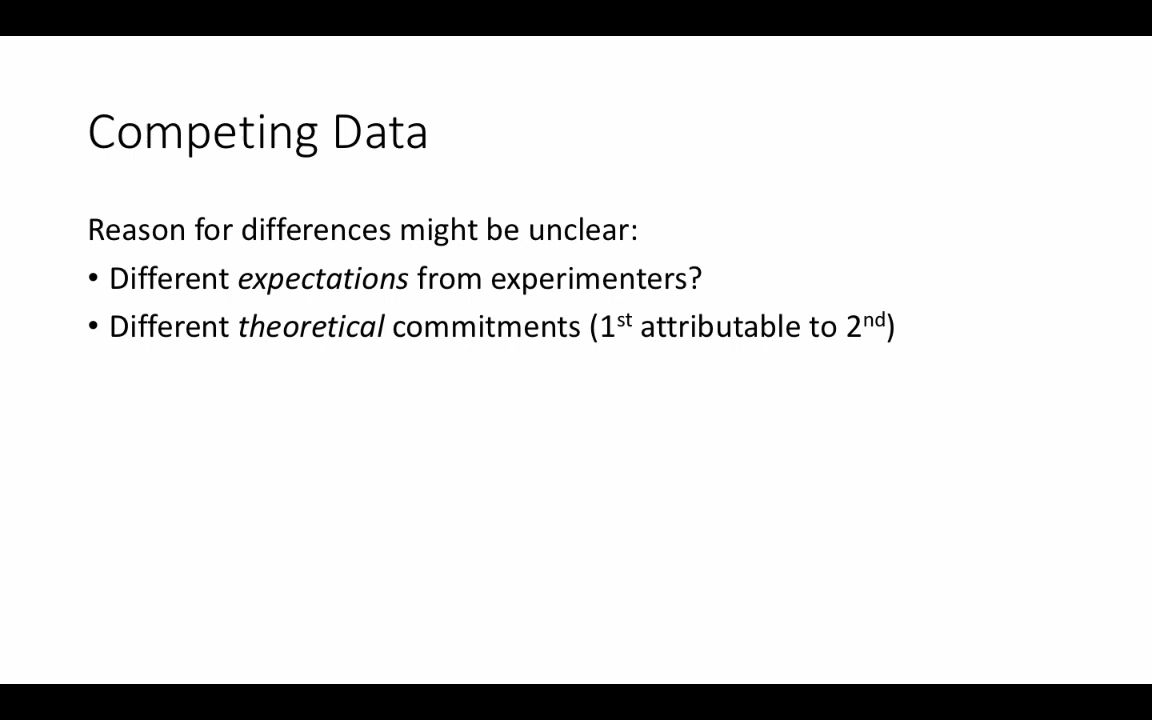 Competing Data
Reason for differences might be unclear:
• Different expectations from experimenters?
• Different theoretical commitments (1st attributable to 2nd)